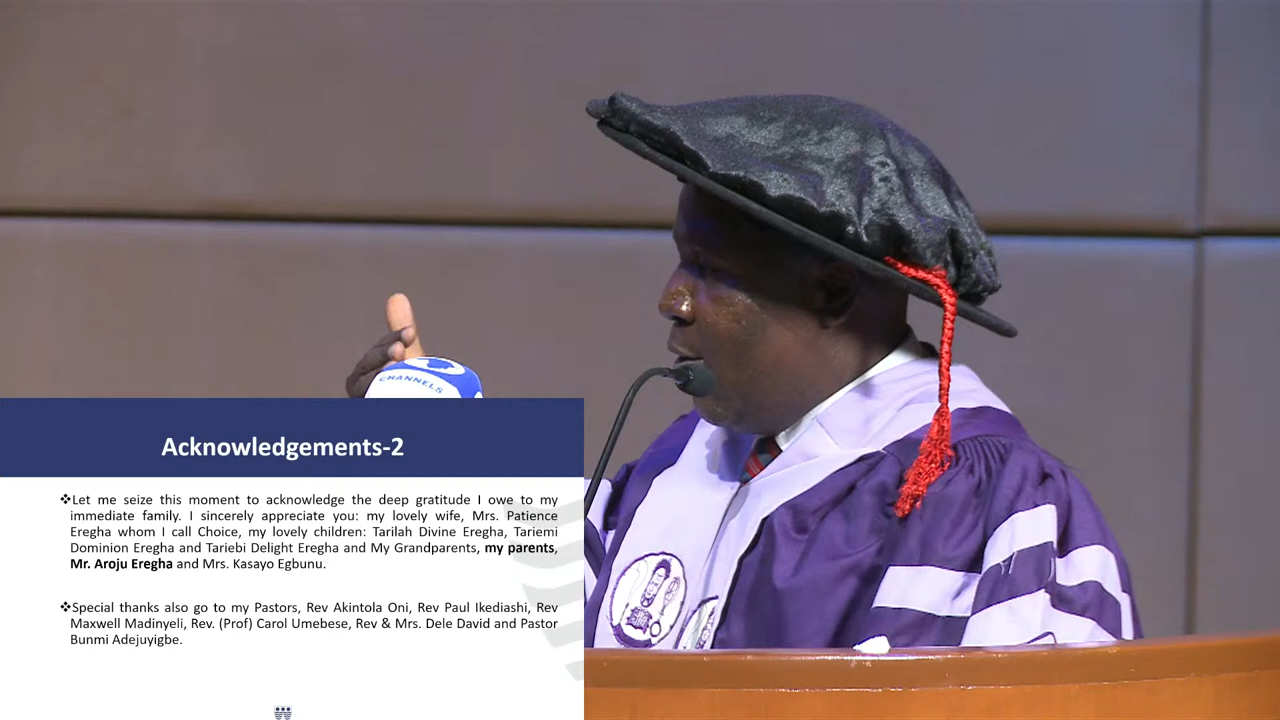 CHANNELS
Acknowledgements-2
❖Let me seize this moment to acknowledge the deep gratitude I owe to my
immediate family. I sincerely appreciate you: my lovely wife, Mrs. Patience
Eregha whom I call Choice, my lovely children: Tarilah Divine Eregha, Tariemi
Dominion Eregha and Tariebi Delight Eregha and My Grandparents, my parents,
Mr. Aroju Eregha and Mrs. Kasayo Egbunu.
❖Special thanks also go to my Pastors, Rev Akintola Oni, Rev Paul Ikediashi, Rev
Maxwell Madinyeli, Rev. (Prof) Carol Umebese, Rev & Mrs. Dele David and Pastor
Bunmi Adejuyigbe.